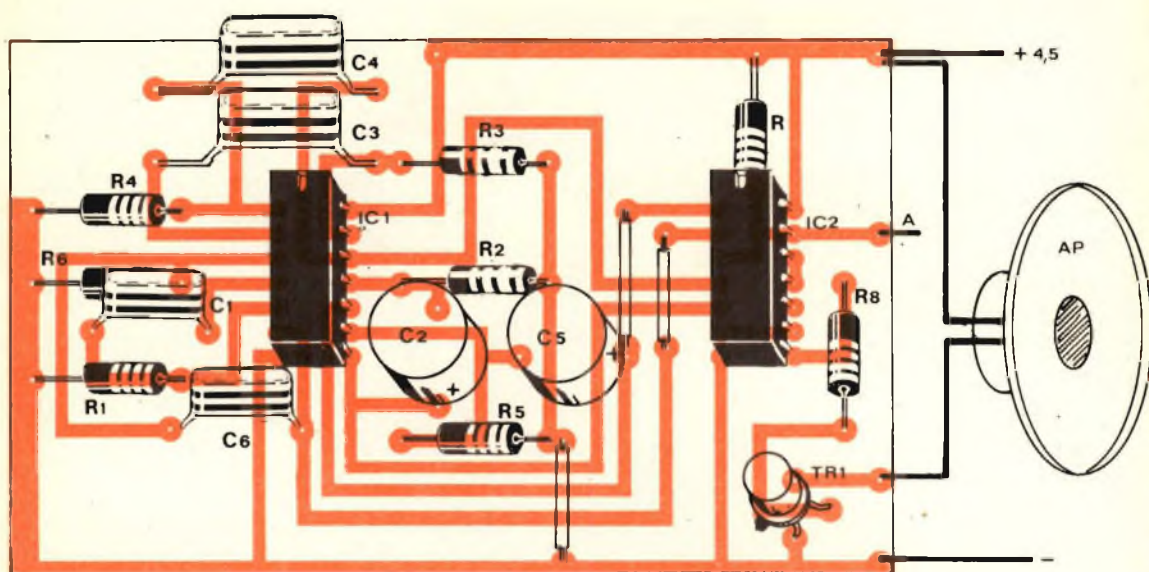 C4
+ 4,5
C3
R3
R
R4
IC1
IC2
A
AP
R6
R2
R8
C1
C2
C5
+
+
R1
R5
C6
TR1
-